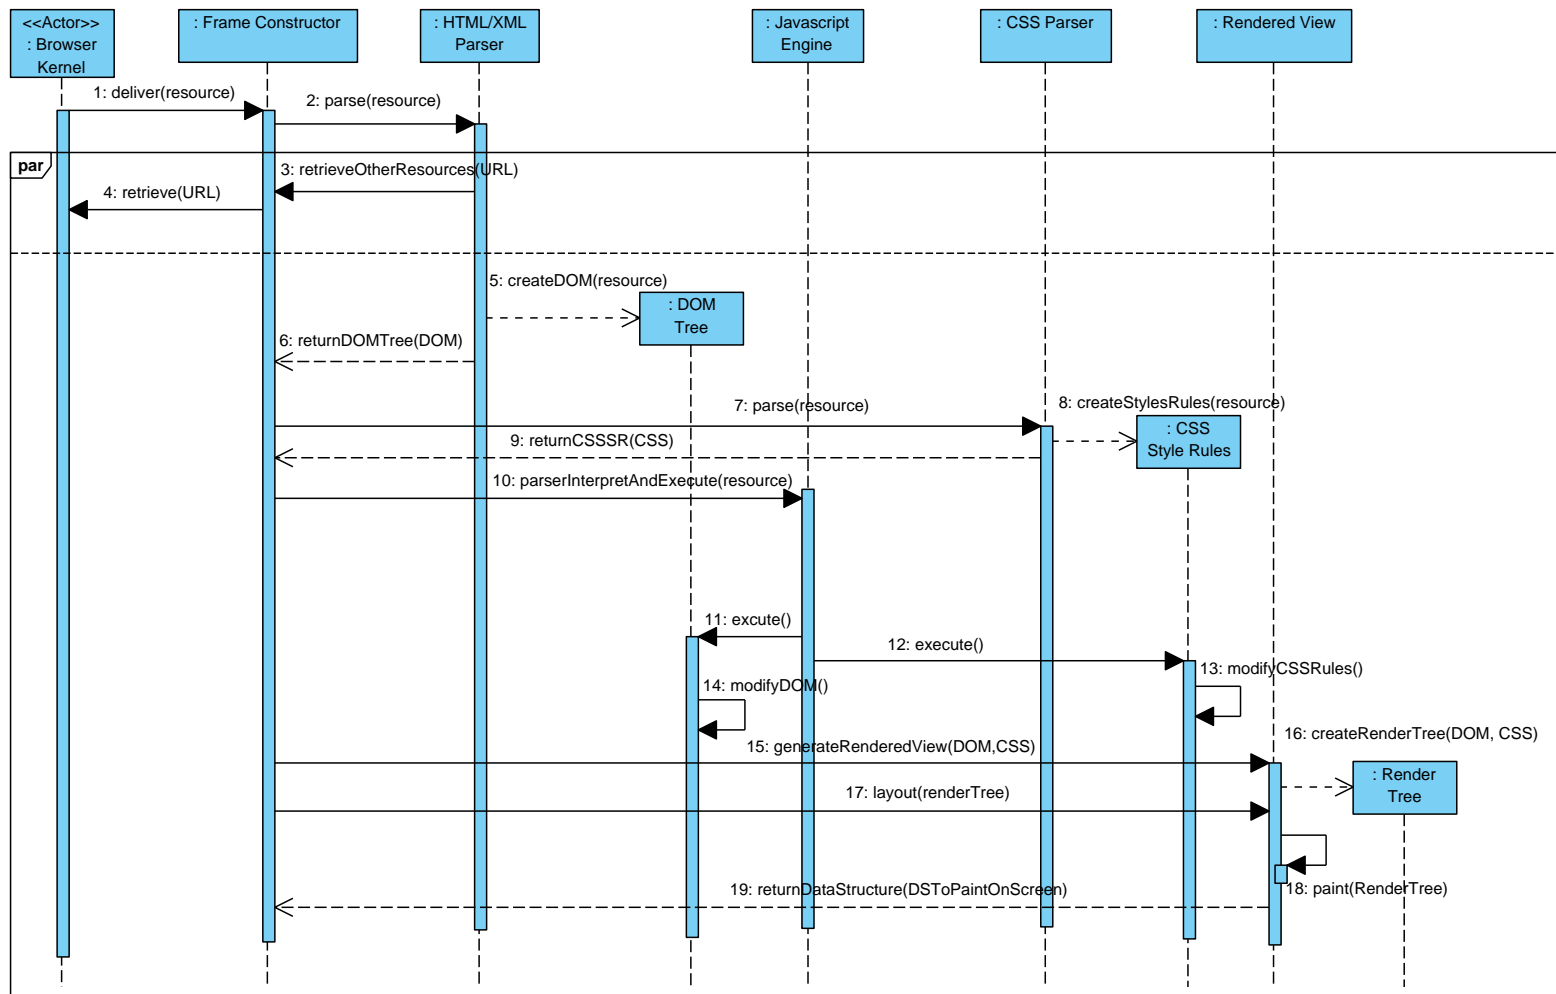 <<Actor>>
: Browser
Kernel
: Frame Constructor
: HTML/XML
Parser
: Javascript
Engine
: CSS Parser
: Rendered View
1: deliver(resource)
2: parse(resource)
par
3: retrieveOtherResources(URL)
4: retrieve(URL)
5: createDOM(resource)
: DOM
Tree
6: returnDOMTree(DOM)
7: parse(resource)
8: createStylesRules(resource)
: CSS
Style Rules
9: returnCSSSR(CSS)
10: parserInterpretAndExecute(resource)
11: excute()
12: execute()
13: modifyCSSRules()
14: modifyDOM()
15: generateRenderedView(DOM,CSS)
16: createRenderTree(DOM, CSS)
: Render
Tree
17: layout(renderTree)
18: paint(RenderTree)
19: returnDataStructure(DSToPaintOnScreen)